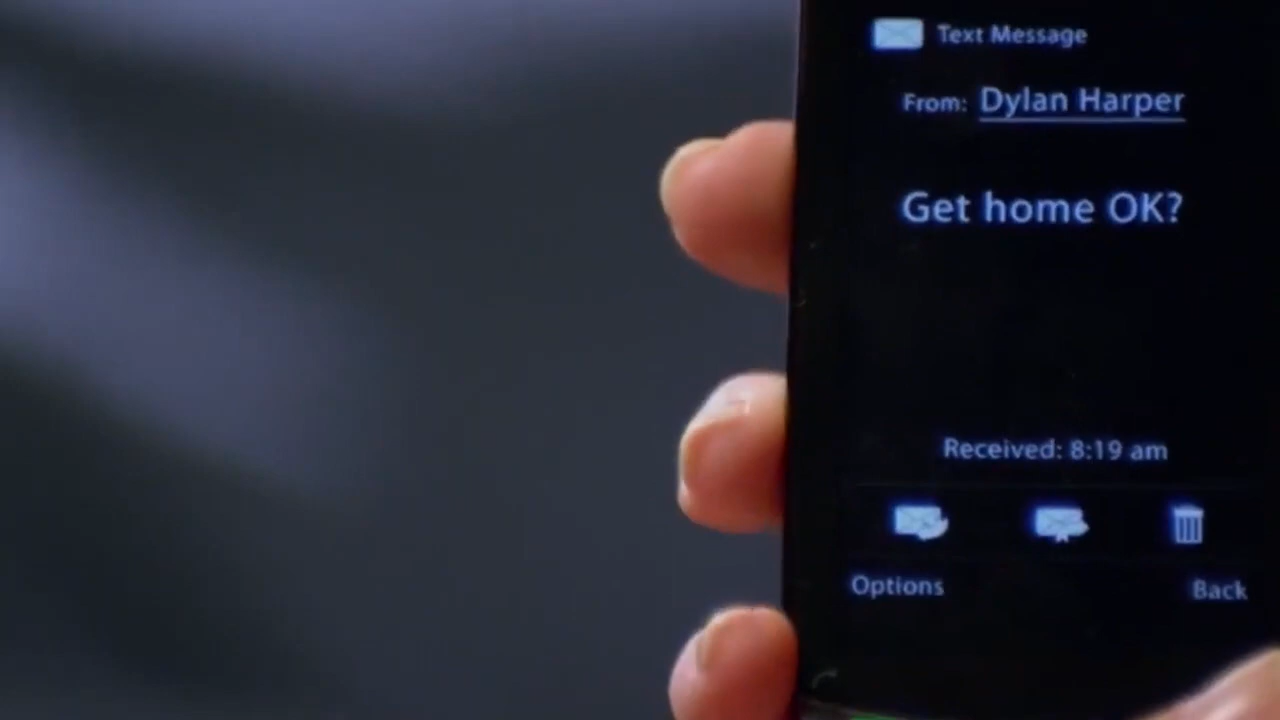 Text Message
From: Dylan Harper
Get home OK?
Received: 8:19 am
Options
Back